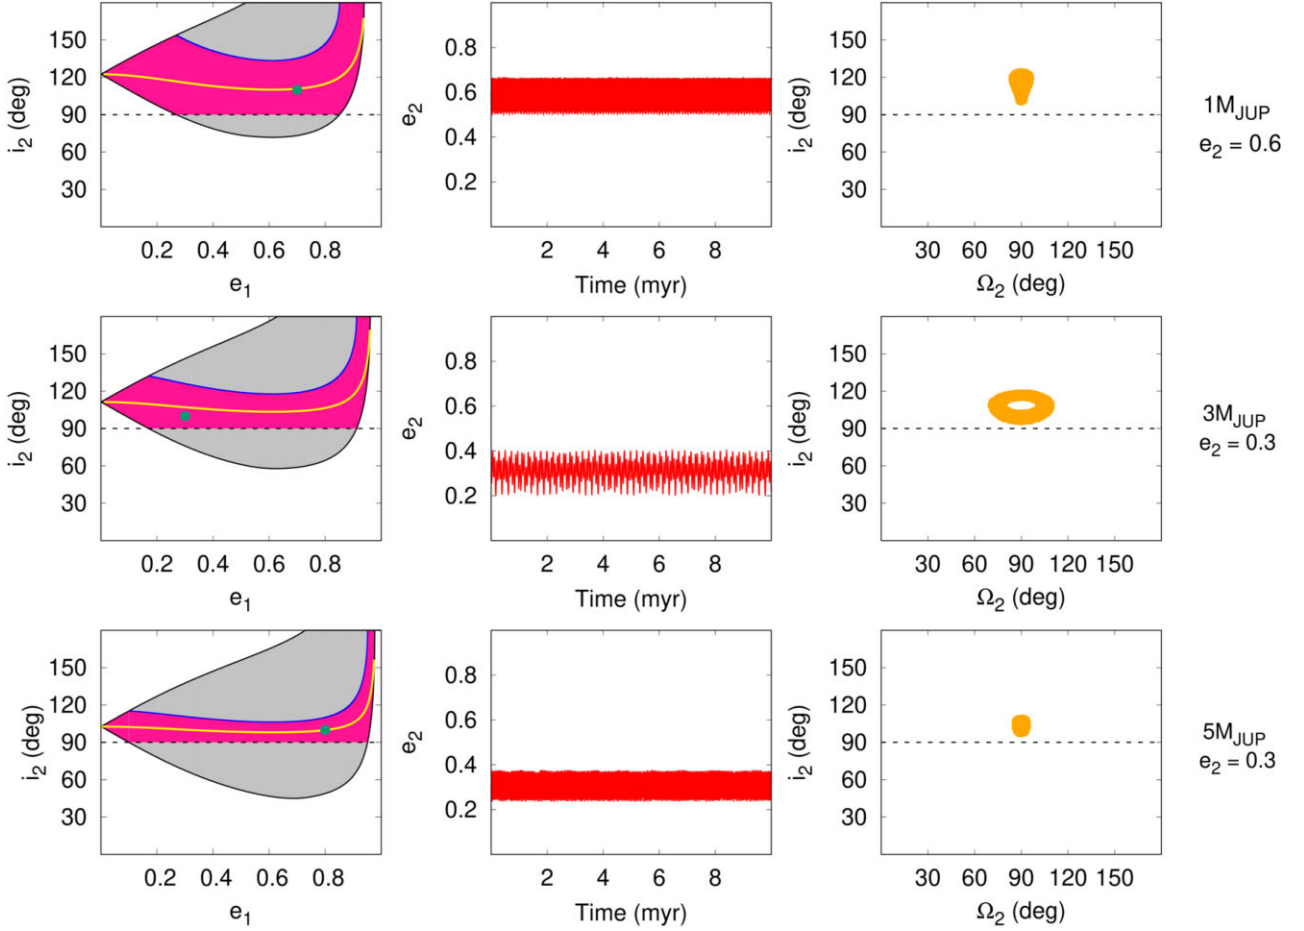 150
120
90
60
30
i₂ (deg)
0.2 0.4 0.6 0.8
e₁
0.8
0.6
0.4
0.2
e₂
2 4 6 8
Time (myr)
150
120
90
60
30
i₂ (deg)
30 60 90 120 150
Ω₂ (deg)
1M_JUP
e₂ = 0.6
150
120
90
60
30
i₂ (deg)
0.2 0.4 0.6 0.8
e₁
0.8
0.6
0.4
0.2
e₂
2 4 6 8
Time (myr)
150
120
90
60
30
i₂ (deg)
30 60 90 120 150
Ω₂ (deg)
3M_JUP
e₂ = 0.3
150
120
90
60
30
i₂ (deg)
0.2 0.4 0.6 0.8
e₁
0.8
0.6
0.4
0.2
e₂
2 4 6 8
Time (myr)
150
120
90
60
30
i₂ (deg)
30 60 90 120 150
Ω₂ (deg)
5M_JUP
e₂ = 0.3